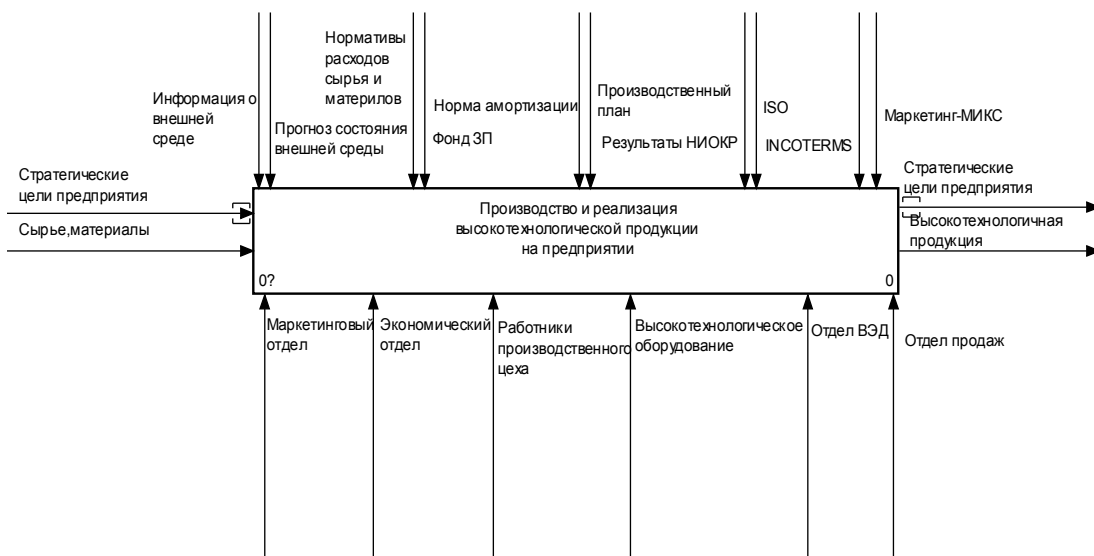 Нормативы
расходов
сырья и
материлов
Информация о
внешней
среде
Прогноз состояния
внешней среды
Норма амортизации
Фонд ЗП
Производственный
план
Результаты НИОКР
ISO
INCOTERMS
Маркетинг-МИКС
Стратегические
цели предприятия
Сырье,материалы
Производство и реализация
высокотехнологической продукции
на предприятии
0?
0
Стратегические
цели предприятия
Высокотехнологичная
продукция
Маркетинговый
отдел
Экономический
отдел
Работники
производственного
цеха
Высокотехнологическое
оборудование
Отдел ВЭД
Отдел продаж